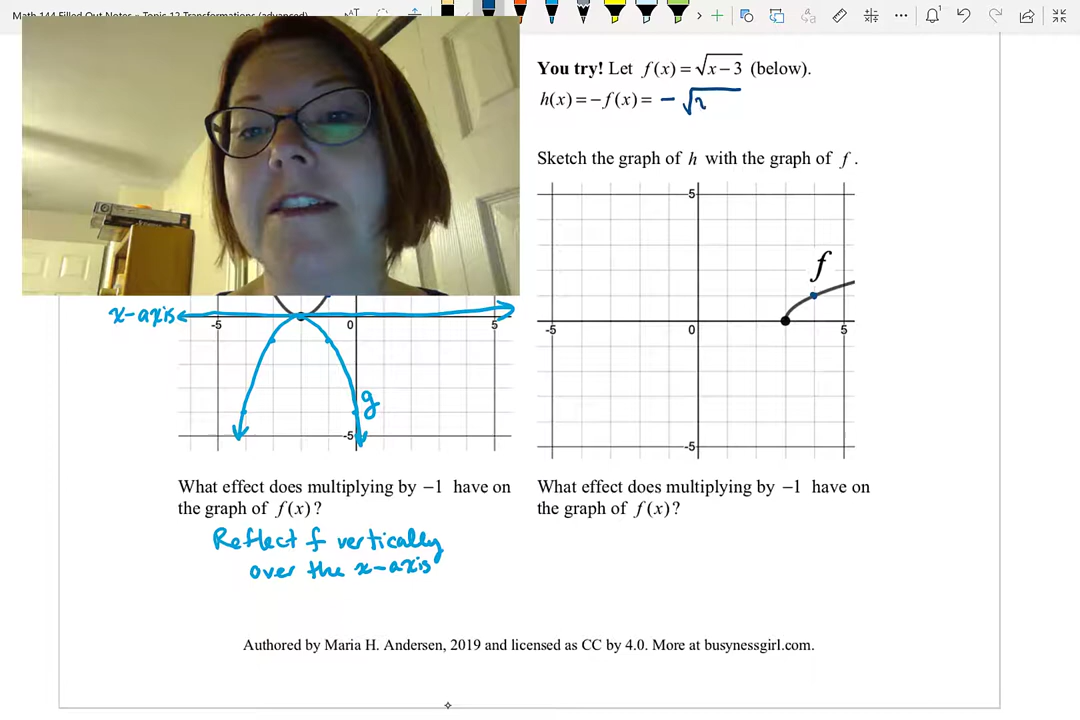 Math 144 Filled Out Notes - Topic 12 Transformations (advanced)
You try! Let f(x) = √x − 3 (below).
h(x) = −f(x) = − √x
Sketch the graph of h with the graph of f .
5
f
-5
0
5
-5
x-axis
-5
0
5
g
-5
What effect does multiplying by −1 have on
the graph of f(x)?
Reflect f vertically
over the x-axis
What effect does multiplying by −1 have on
the graph of f(x)?
Authored by Maria H. Andersen, 2019 and licensed as CC by 4.0. More at busynessgirl.com.